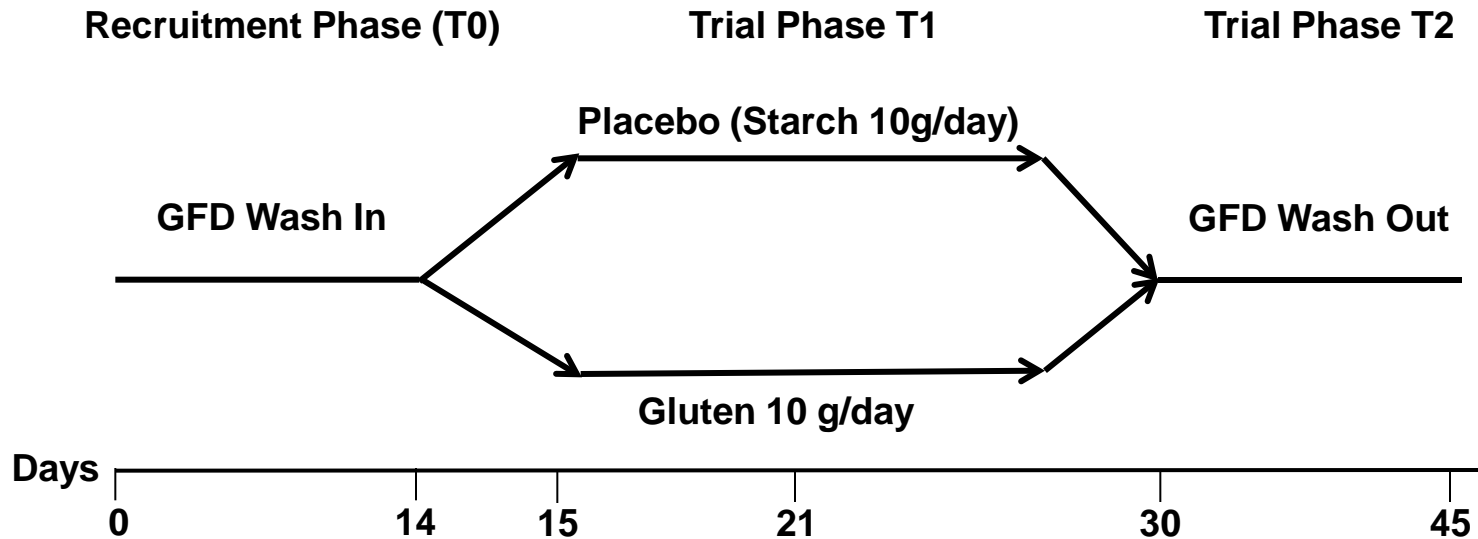 Recruitment Phase (T0) Trial Phase T1 Trial Phase T2
Placebo (Starch 10g/day)
GFD Wash In GFD Wash Out
Gluten 10 g/day
Days
0 14 15 21 30 45